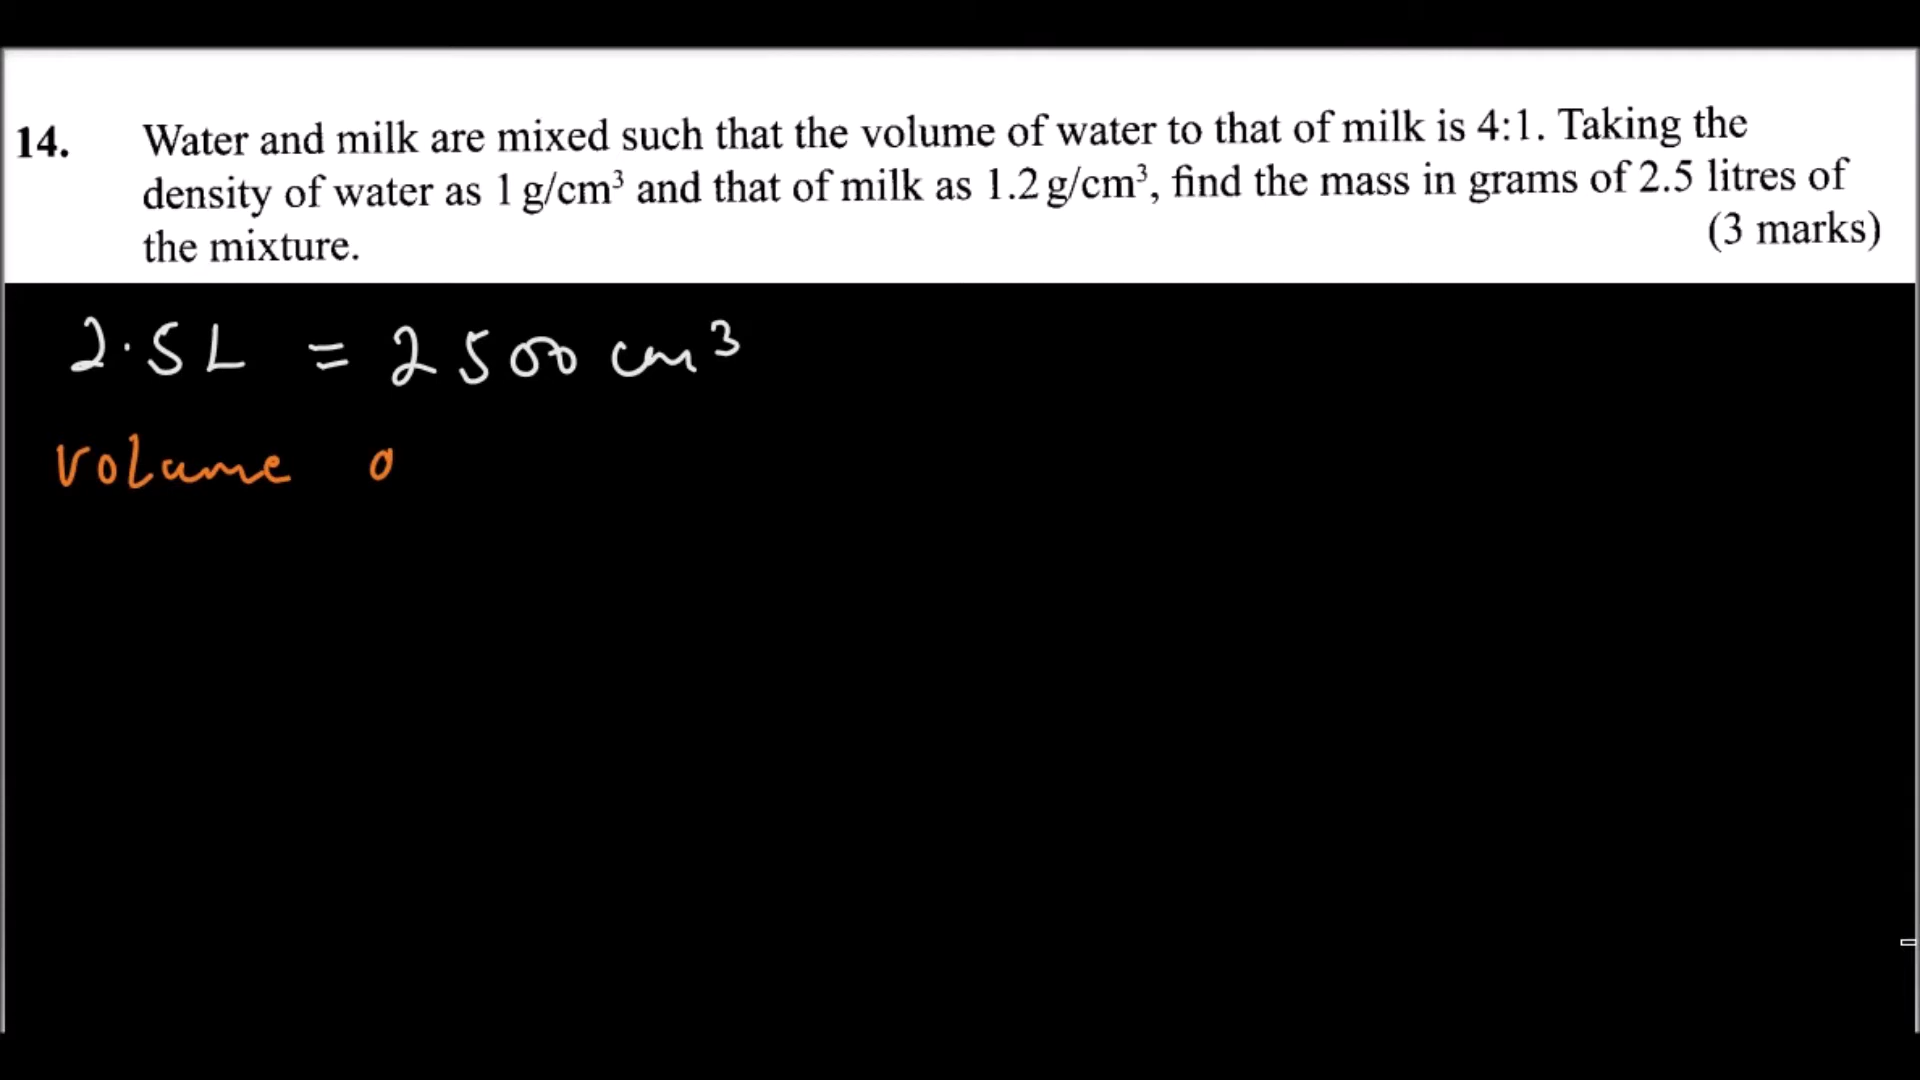 14. Water and milk are mixed such that the volume of water to that of milk is 4:1. Taking the
density of water as 1 g/cm³ and that of milk as 1.2 g/cm³, find the mass in grams of 2.5 litres of
the mixture. (3 marks)
2.5 L = 2500 cm³
volume o